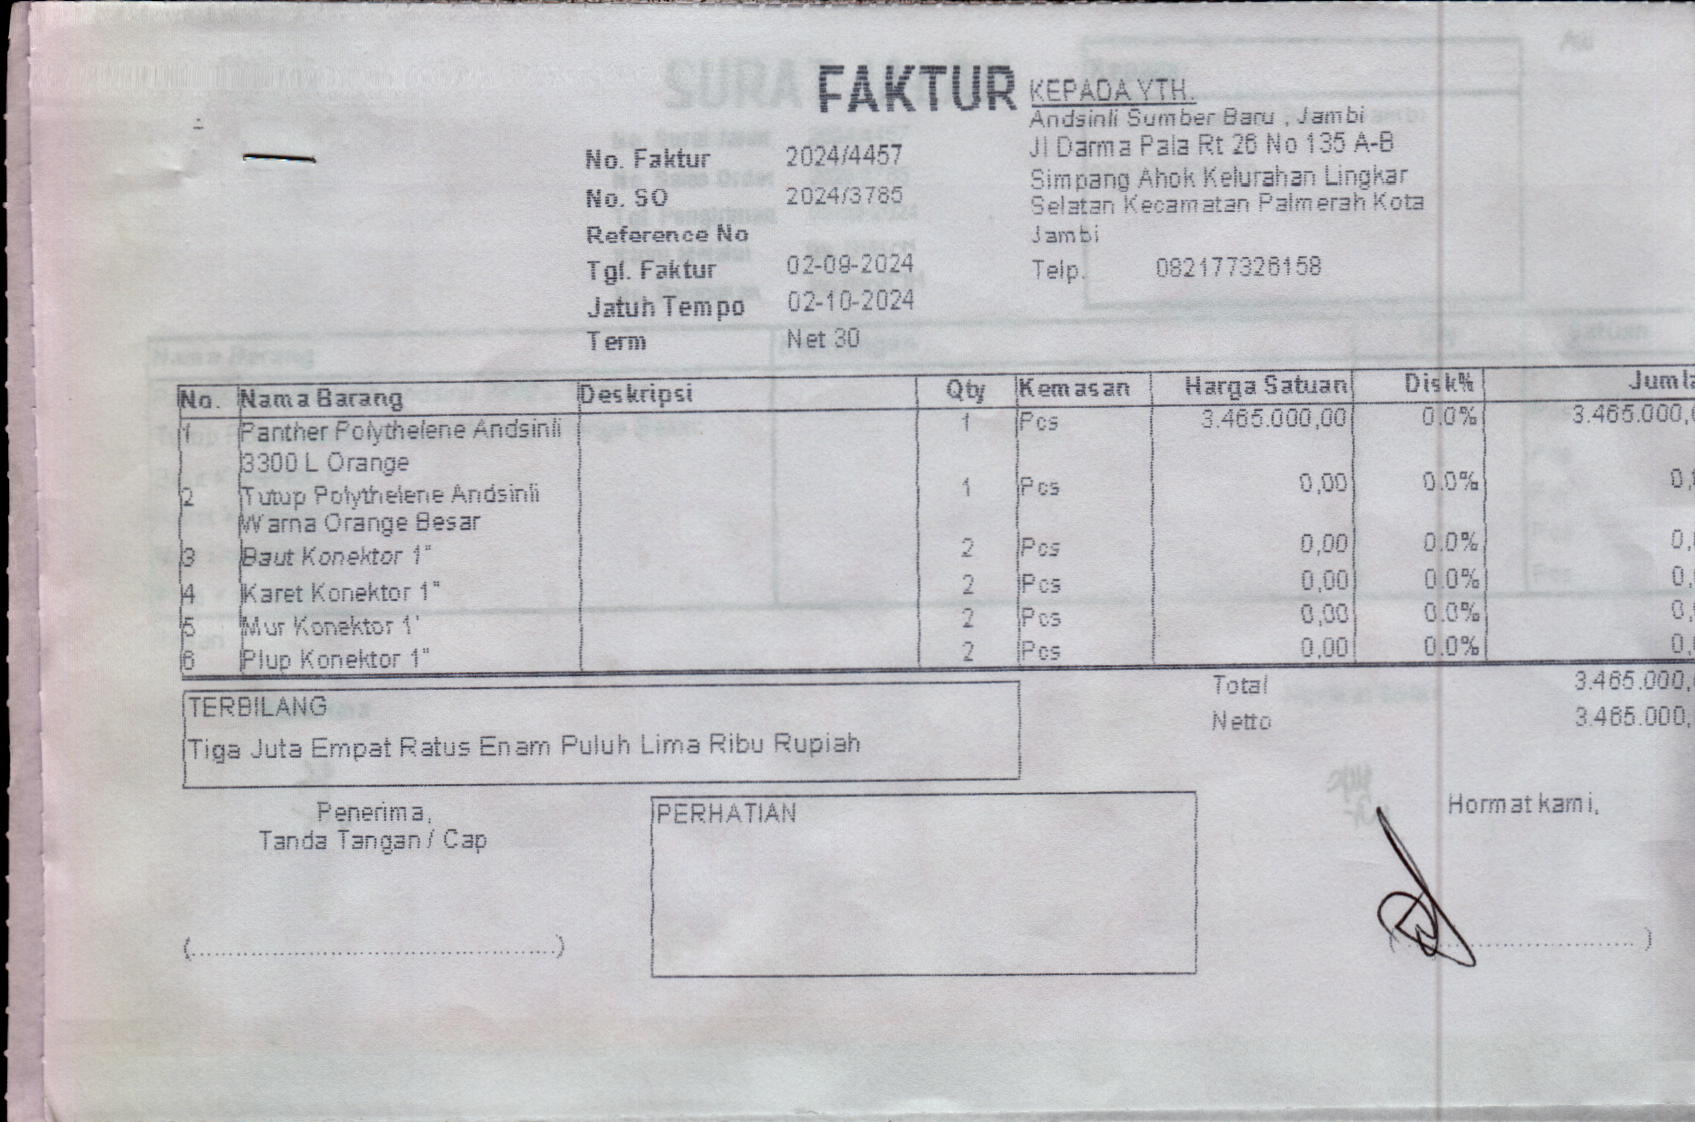 FAKTUR
KEPADA YTH.
Andsinli Sumber Baru , Jambi
Jl Darma Pala Rt 26 No 135 A-B
Simpang Ahok Kelurahan Lingkar
Selatan Kecamatan Palmerah Kota
Jambi
Telp. 082177326158
No. Faktur 2024/4457
No. SO 2024/3785
Reference No
Tgl. Faktur 02-09-2024
Jatuh Tempo 02-10-2024
Term Net 30
No. Nama Barang Deskripsi Qty Kemasan Harga Satuan Disk% Jumla
1 Panther Polythelene Andsinli 1 Pcs 3.465.000,00 0.0% 3.465.000,
3300 L Orange
2 Tutup Polythelene Andsinli 1 Pcs 0,00 0.0% 0,
Warna Orange Besar
3 Baut Konektor 1" 2 Pcs 0,00 0.0% 0,
4 Karet Konektor 1" 2 Pcs 0,00 0.0% 0,
5 Mur Konektor 1' 2 Pcs 0,00 0.0% 0,
6 Plup Konektor 1" 2 Pcs 0,00 0.0% 0,
Total 3.465.000,
Netto 3.465.000,
TERBILANG
Tiga Juta Empat Ratus Enam Puluh Lima Ribu Rupiah
Penerima,
Tanda Tangan / Cap
PERHATIAN
Hormat kami,